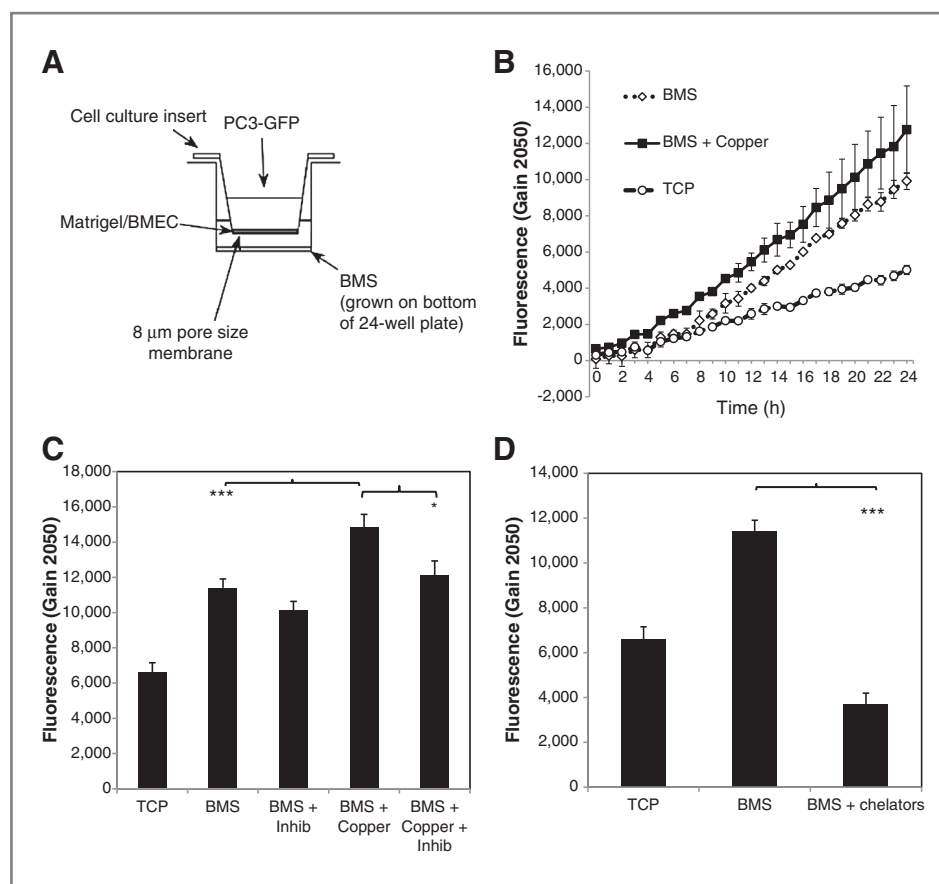 A
Cell culture insert
PC3-GFP
Matrigel/BMEC
8 μm pore size
membrane
BMS
(grown on bottom
of 24-well plate)
B
Fluorescence (Gain 2050)
16,000
14,000
12,000
10,000
8,000
6,000
4,000
2,000
0
-2,000
BMS
BMS + Copper
TCP
0 2 4 6 8 10 12 14 16 18 20 22 24
Time (h)
C
Fluorescence (Gain 2050)
18,000
16,000
14,000
12,000
10,000
8,000
6,000
4,000
2,000
0
***
*
TCP
BMS
BMS +
Inhib
BMS +
Copper
BMS +
Copper +
Inhib
D
Fluorescence (Gain 2050)
14,000
12,000
10,000
8,000
6,000
4,000
2,000
0
***
TCP
BMS
BMS + chelators